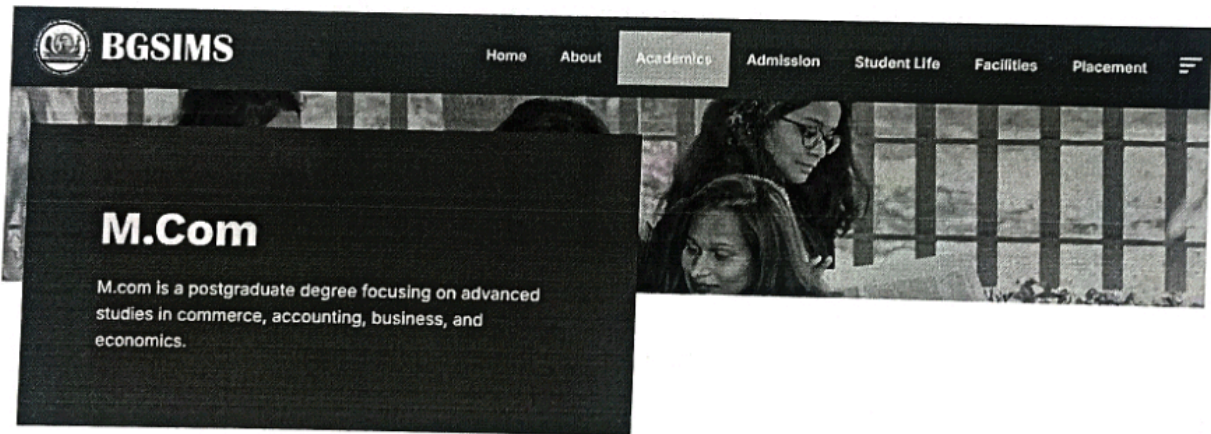 BGSIMS
Home About Academics Admission Student Life Facilities Placement
M.Com
M.com is a postgraduate degree focusing on advanced
studies in commerce, accounting, business, and
economics.